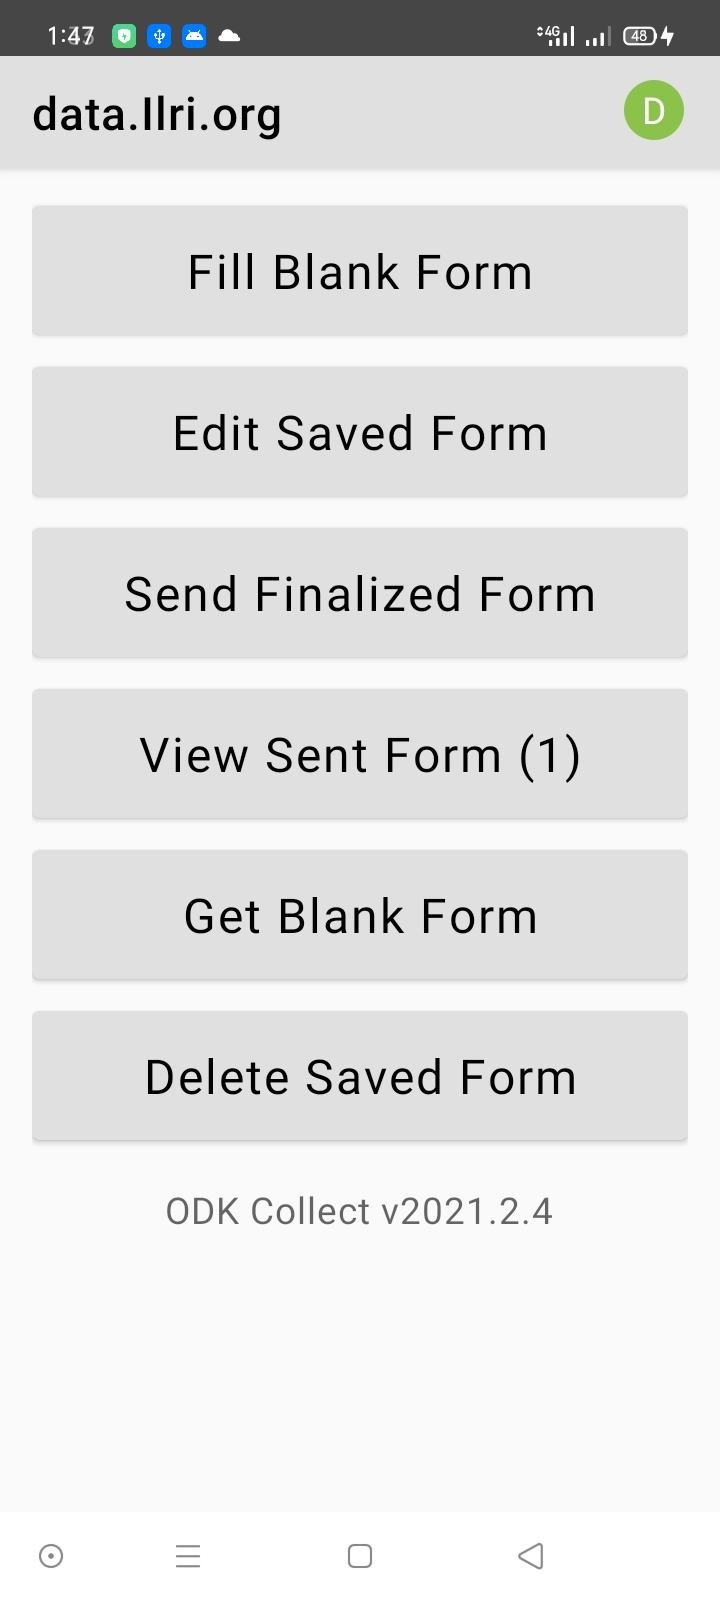 1:47
4G
48
data.Ilri.org
D
Fill Blank Form
Edit Saved Form
Send Finalized Form
View Sent Form (1)
Get Blank Form
Delete Saved Form
ODK Collect v2021.2.4